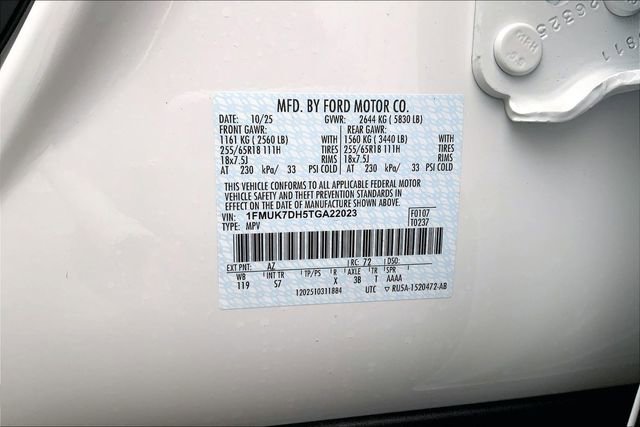 MFD. BY FORD MOTOR CO.
DATE: 10/25 GVWR: 2644 KG ( 5830 LB)
FRONT GAWR: REAR GAWR:
1161 KG ( 2560 LB) WITH 1560 KG ( 3440 LB) WITH
255/65R18 111H TIRES 255/65R18 111H TIRES
18x7.5J RIMS 18x7.5J RIMS
AT 230 kPa/ 33 PSI COLD AT 230 kPa/ 33 PSI COLD
THIS VEHICLE CONFORMS TO ALL APPLICABLE FEDERAL MOTOR
VEHICLE SAFETY AND THEFT PREVENTION STANDARDS IN
EFFECT ON THE DATE OF MANUFACTURE SHOWN ABOVE.
VIN: 1FMUK7DH5TGA22023 F0107
TYPE: MPV T0237
EXT PNT: AZ RC: 72 DSO:
WB INT TR TP/PS R AXLE TR SPR
119 S7 X 3B T AAAA
1202510311884 UTC ▽ RU5A-1520472-AB